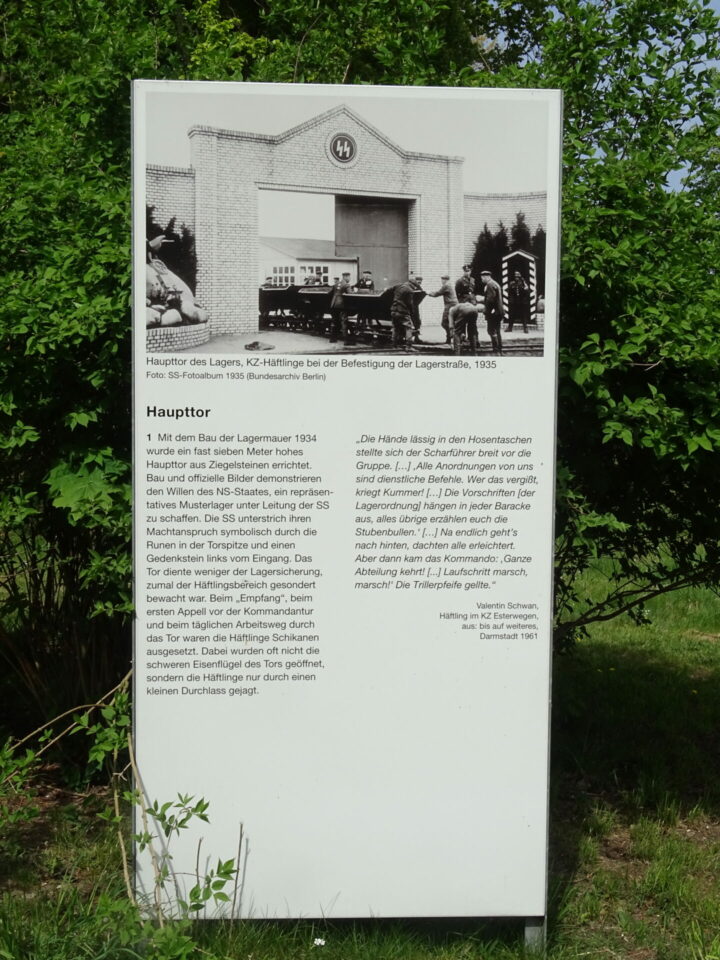 Haupttor des Lagers, KZ-Häftlinge bei der Befestigung der Lagerstraße, 1935
Foto: SS-Fotoalbum 1935 (Bundesarchiv Berlin)
Haupttor
1 Mit dem Bau der Lagermauer 1934
wurde ein fast sieben Meter hohes
Haupttor aus Ziegelsteinen errichtet.
Bau und offizielle Bilder demonstrieren
den Willen des NS-Staates, ein repräsen-
tatives Musterlager unter Leitung der SS
zu schaffen. Die SS unterstrich ihren
Machtanspruch symbolisch durch die
Runen in der Torspitze und einen
Gedenkstein links vom Eingang. Das
Tor diente weniger der Lagersicherung,
zumal der Häftlingsbereich gesondert
bewacht war. Beim „Empfang“, beim
ersten Appell vor der Kommandantur
und beim täglichen Arbeitsweg durch
das Tor waren die Häftlinge Schikanen
ausgesetzt. Dabei wurden oft nicht die
schweren Eisenflügel des Tors geöffnet,
sondern die Häftlinge nur durch einen
kleinen Durchlass gejagt.
„Die Hände lässig in den Hosentaschen
stellte sich der Scharführer breit vor die
Gruppe. [...] ‚Alle Anordnungen von uns
sind dienstliche Befehle. Wer das vergißt,
kriegt Kummer! [...] Die Vorschriften [der
Lagerordnung] hängen in jeder Baracke
aus, alles übrige erzählen euch die
Stubenbullen.‘ [...] Na endlich geht’s
nach hinten, dachten alle erleichtert.
Aber dann kam das Kommando: ‚Ganze
Abteilung kehrt! [...] Laufschritt marsch,
marsch!‘ Die Trillerpfeife gellte.“
Valentin Schwan,
Häftling im KZ Esterwegen,
aus: bis auf weiteres,
Darmstadt 1961